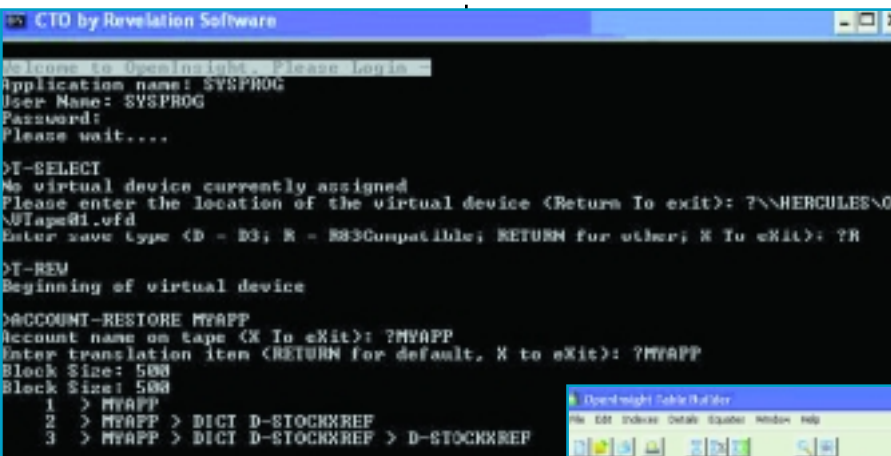 CTO by Revelation Software
Welcome to OpenInsight. Please Login -
Application name: SYSPROG
User Name: SYSPROG
Password:
Please wait....
>T-SELECT
No virtual device currently assigned
Please enter the location of the virtual device (Return To exit): ?\\HERCULES\O
\VTape01.vfd
Enter save type (D - D3; R - R83Compatible; RETURN for other; X To eXit): ?R
>T-REW
Beginning of virtual device
>ACCOUNT-RESTORE MYAPP
Account name on tape (X To eXit): ?MYAPP
Enter translation item (RETURN for default, X to eXit): ?MYAPP
Block Size: 500
Block Size: 500
1 > MYAPP
2 > MYAPP > DICT D-STOCKXREF
3 > MYAPP > DICT D-STOCKXREF > D-STOCKXREF
OpenInsight Table Builder
File Edit Indexes Details Equates Window Help